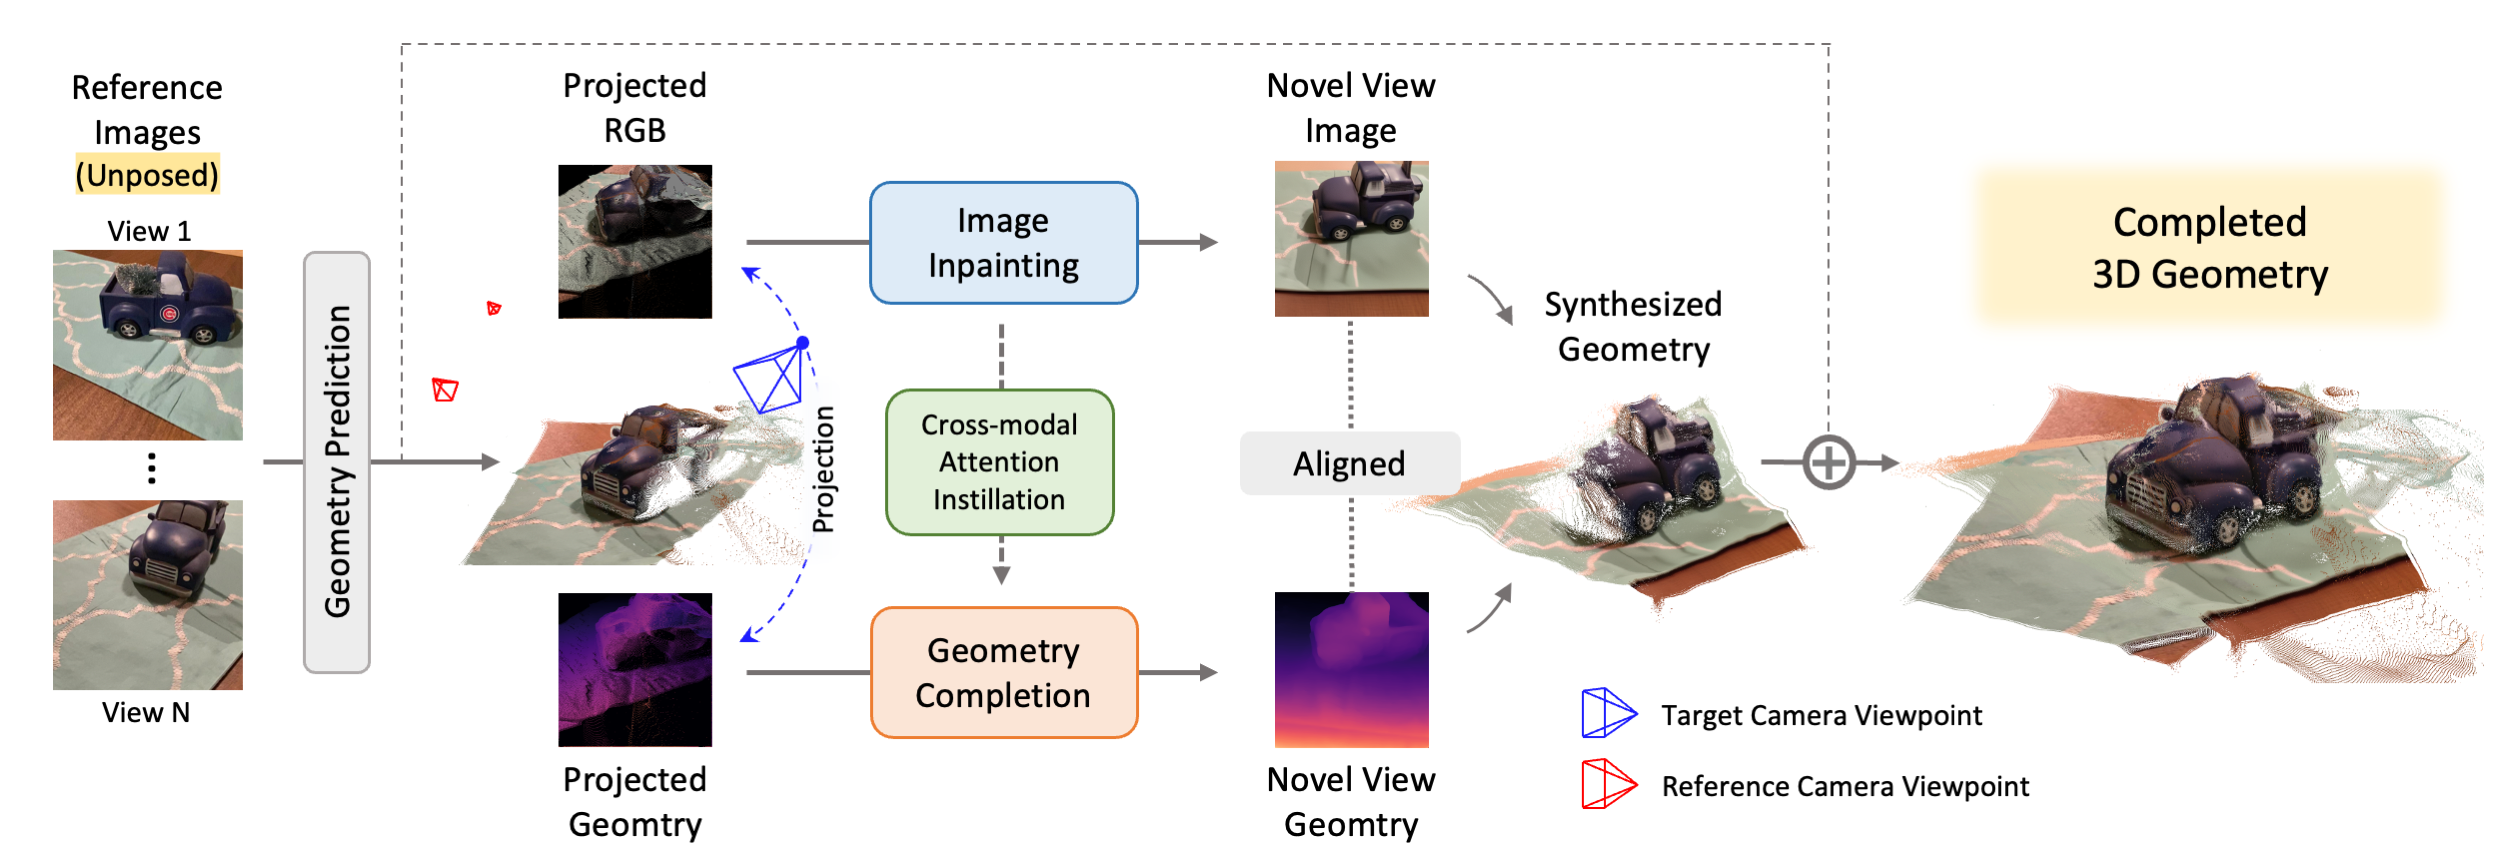 Reference
Images
(Unposed)
View 1
View N
Geometry Prediction
Projected
RGB
Projection
Projected
Geomtry
Image
Inpainting
Cross-modal
Attention
Instillation
Geometry
Completion
Novel View
Image
Aligned
Novel View
Geomtry
Synthesized
Geometry
Completed
3D Geometry
Target Camera Viewpoint
Reference Camera Viewpoint